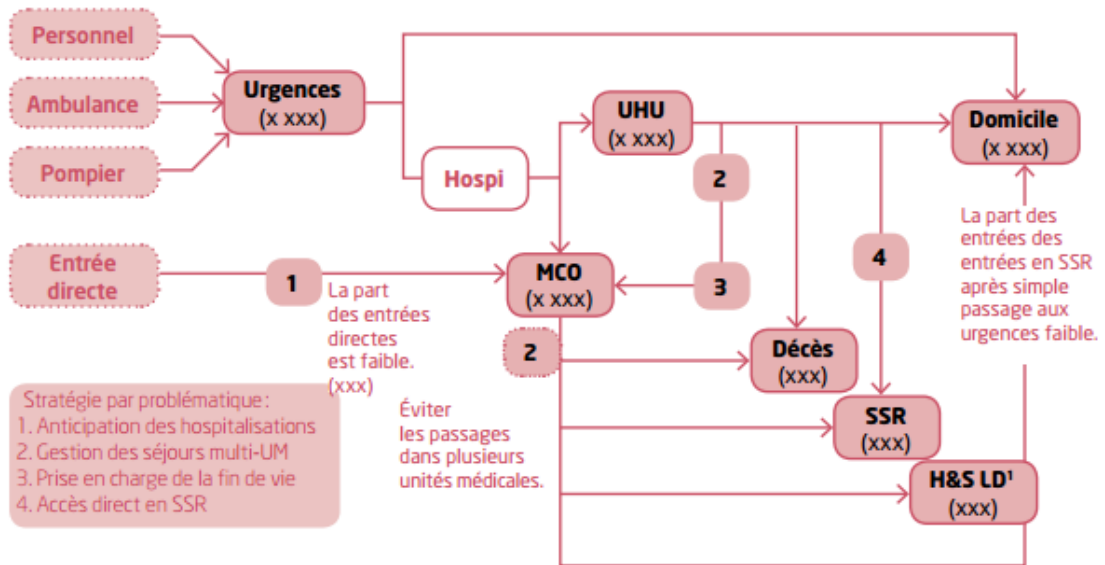 Personnel
Ambulance
Pompier
Urgences
(x xxx)
Hospi
UHU
(x xxx)
Domicile
(x xxx)
2
4
3
Entrée
directe
1
La part
des entrées
directes
est faible.
(xxx)
MCO
(x xxx)
2
La part des
entrées des
entrées en SSR
après simple
passage aux
urgences faible.
Décès
(xxx)
SSR
(xxx)
H&S LD¹
(xxx)
Éviter
les passages
dans plusieurs
unités médicales.
Stratégie par problématique :
1. Anticipation des hospitalisations
2. Gestion des séjours multi-UM
3. Prise en charge de la fin de vie
4. Accès direct en SSR